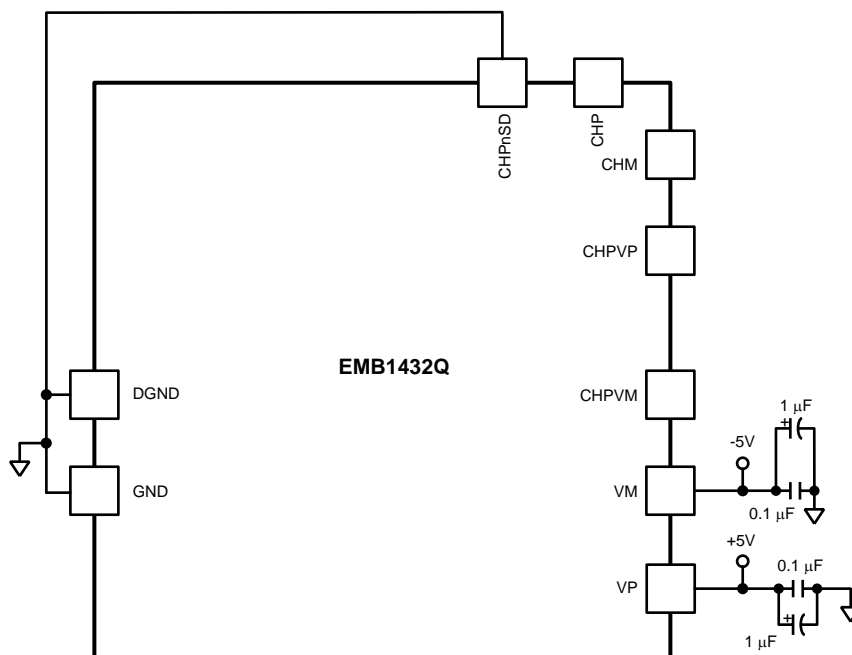 CHPnSD
CHP
CHM
CHPVP
EMB1432Q
DGND
CHPVM
1 µF
+
-5V
GND
VM
0.1 µF
+5V
0.1 µF
VP
+
1 µF